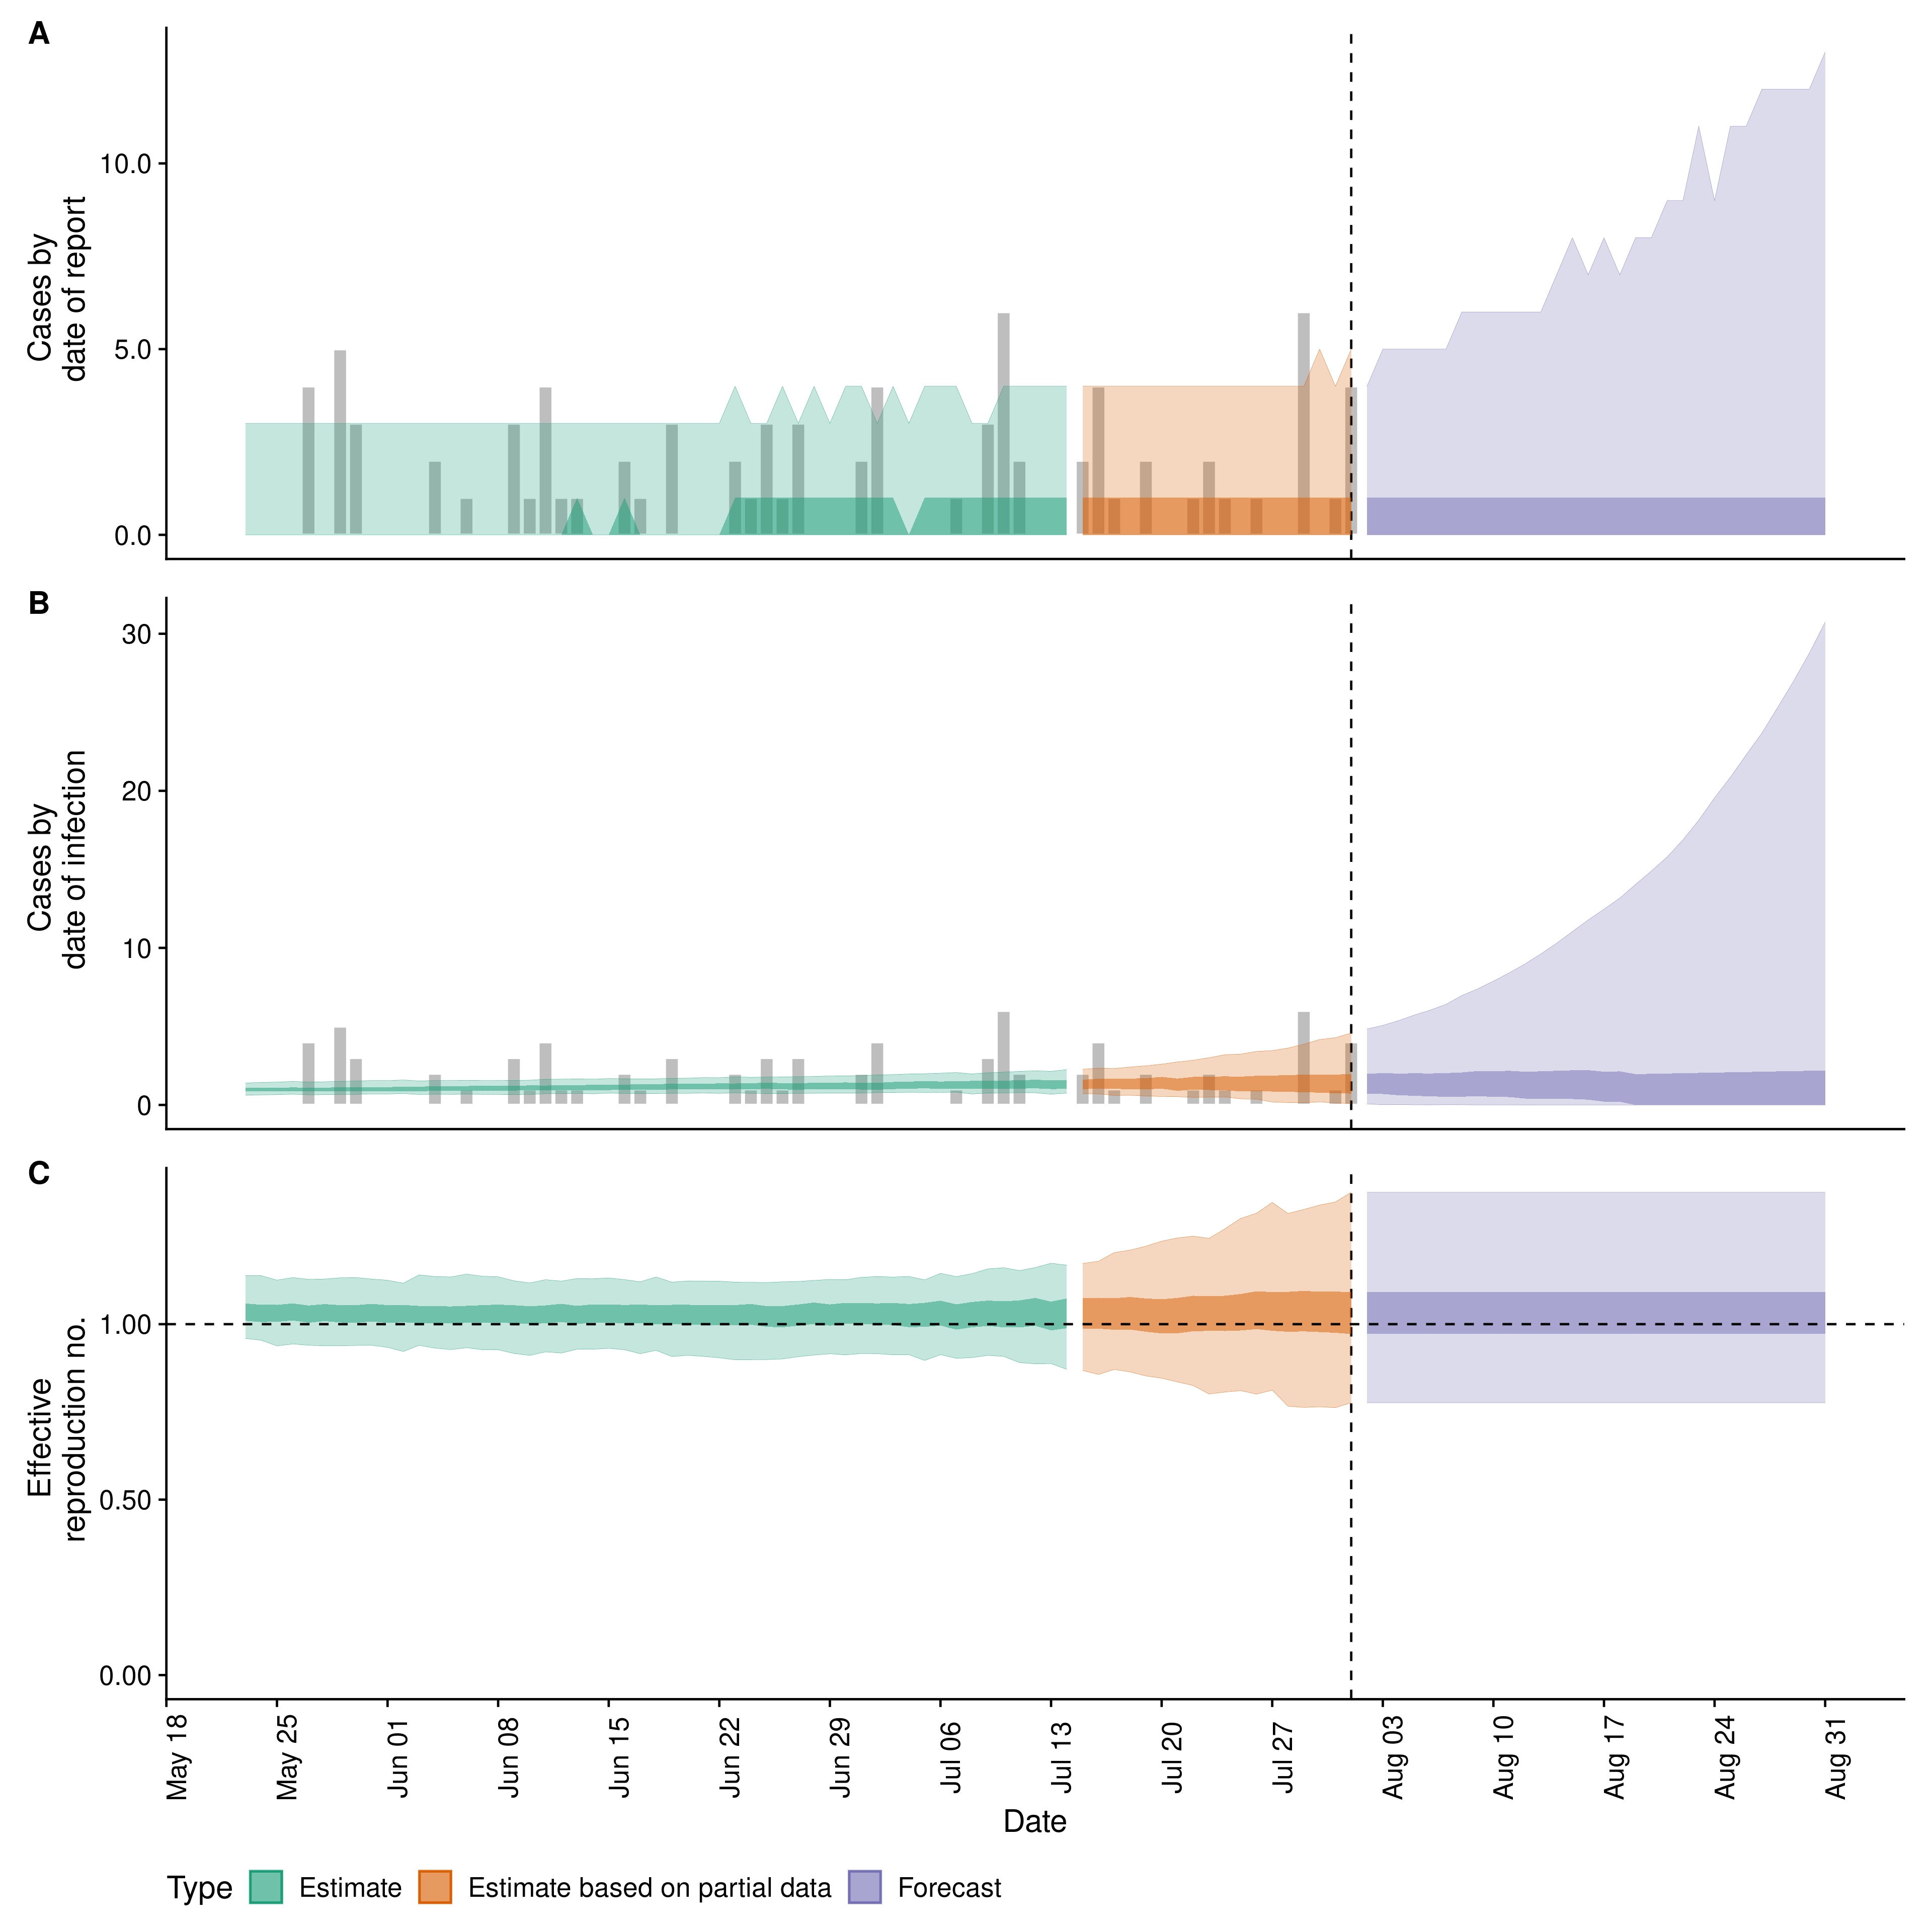 A
Cases by
date of report
10.0
5.0
0.0
B
Cases by
date of infection
30
20
10
0
C
Effective
reproduction no.
1.00
0.50
0.00
May 18
May 25
Jun 01
Jun 08
Jun 15
Jun 22
Jun 29
Jul 06
Jul 13
Jul 20
Jul 27
Aug 03
Aug 10
Aug 17
Aug 24
Aug 31
Date
Type Estimate Estimate based on partial data Forecast